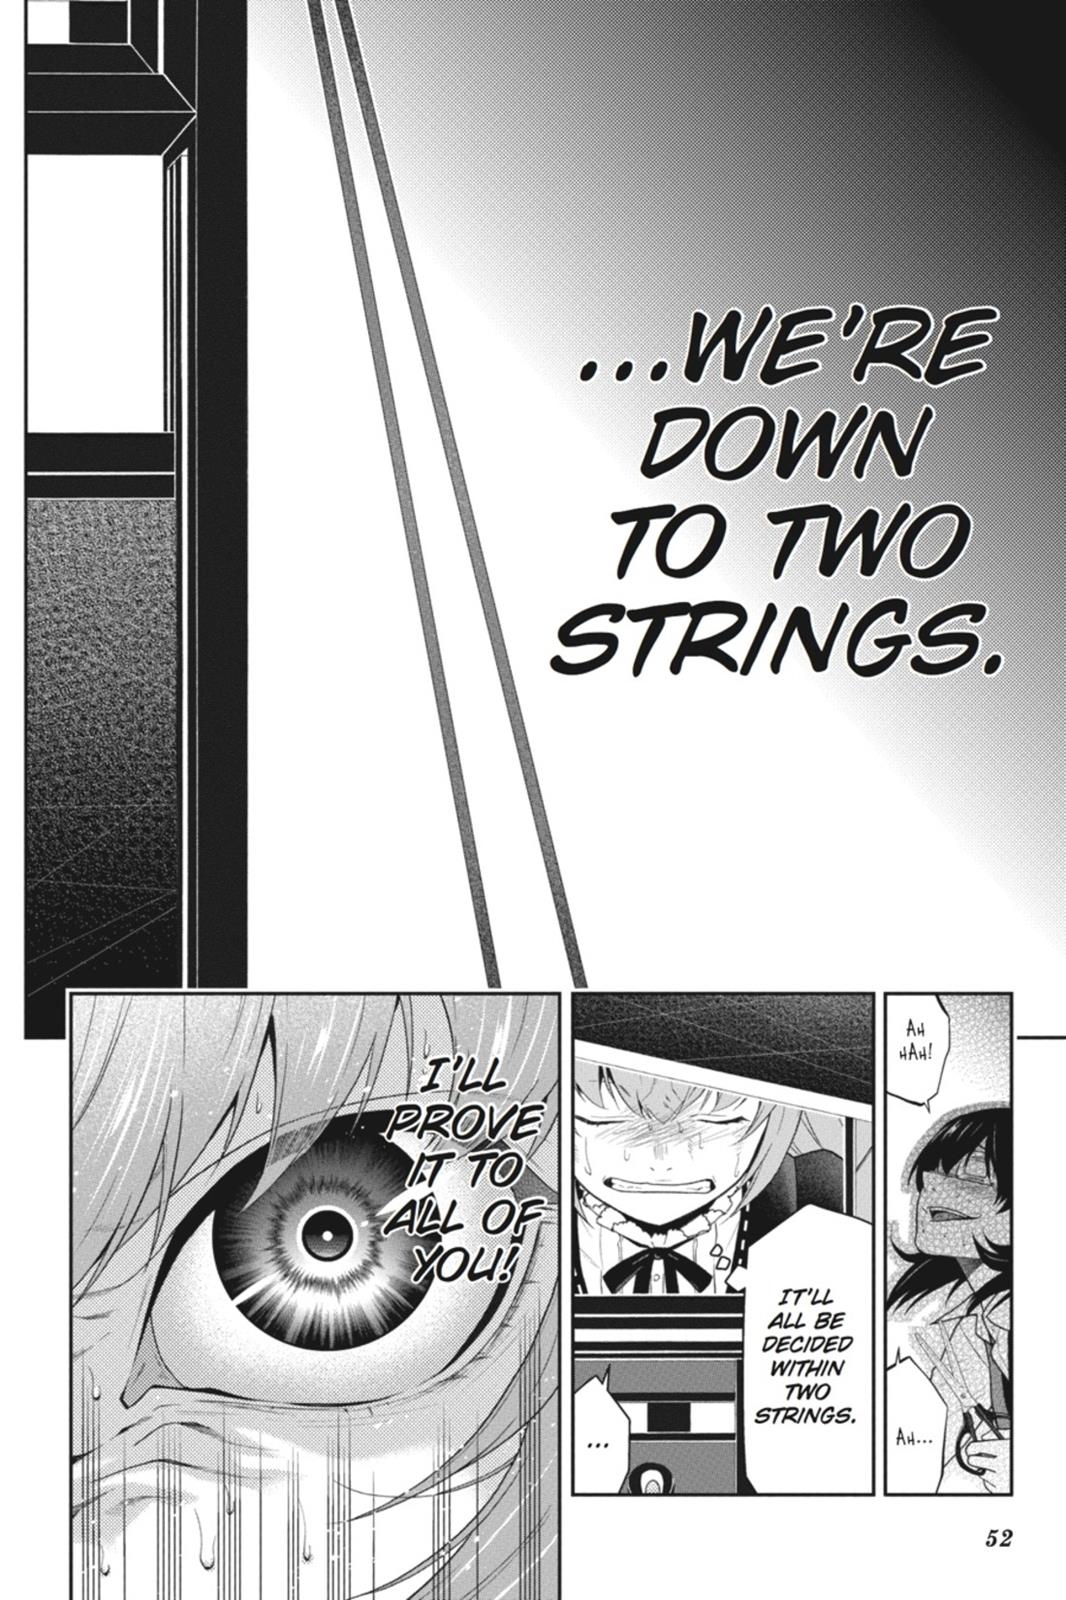 ...WE'RE
DOWN
TO TWO
STRINGS.
AH
HAH!
AH...
IT'LL
ALL BE
DECIDED
WITHIN
TWO
STRINGS.
...
I'LL
PROVE
IT TO
ALL OF
YOU!
52